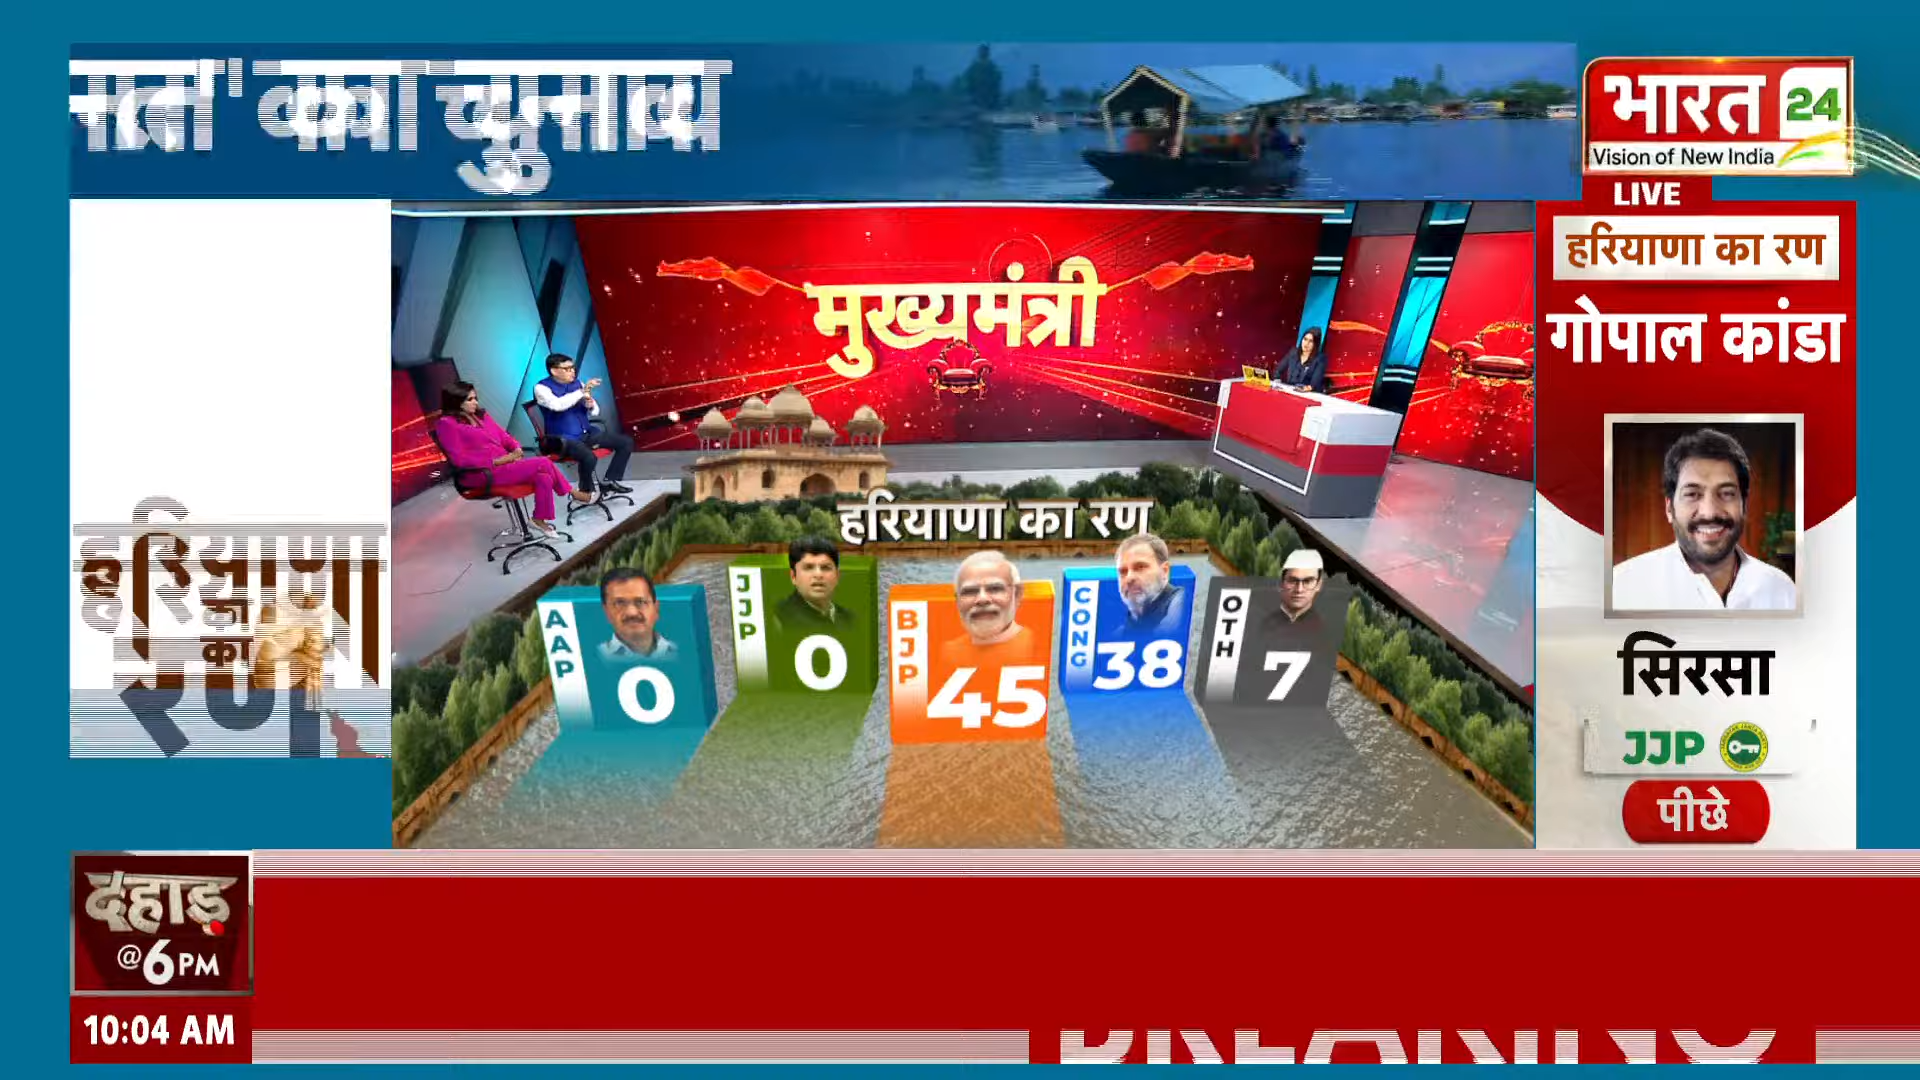 का चुनाव
भारत 24
Vision of New India
LIVE
हरियाणा का रण
गोपाल कांडा
सिरसा
JJP
पीछे
मुख्यमंत्री
हरियाणा का रण
AAP
0
JJP
0
BJP
45
CONG
38
OTH
7
हरियाणा
का
रण
दहाड़
@6PM
10:04 AM